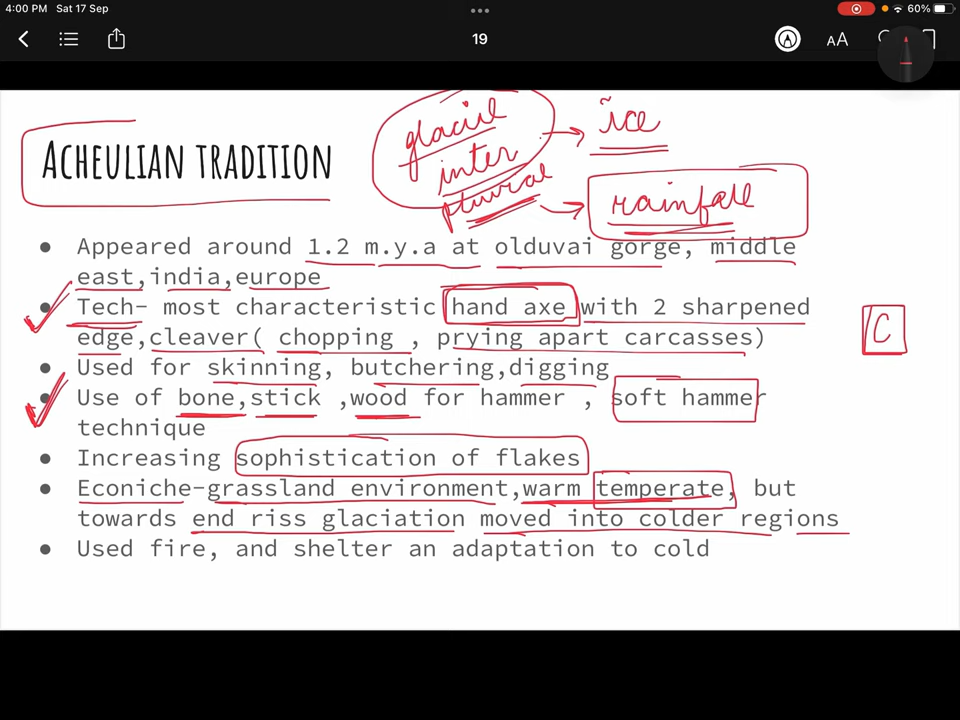 4:00 PM Sat 17 Sep
60%
19
AA
glacial
inter
pluvial
ice
rainfall
ACHEULIAN TRADITION
● Appeared around 1.2 m.y.a at olduvai gorge, middle
east,india,europe
● Tech- most characteristic hand axe with 2 sharpened
edge,cleaver( chopping , prying apart carcasses)
C
● Used for skinning, butchering,digging
● Use of bone,stick ,wood for hammer , soft hammer
technique
● Increasing sophistication of flakes
● Econiche-grassland environment,warm temperate, but
towards end riss glaciation moved into colder regions
● Used fire, and shelter an adaptation to cold